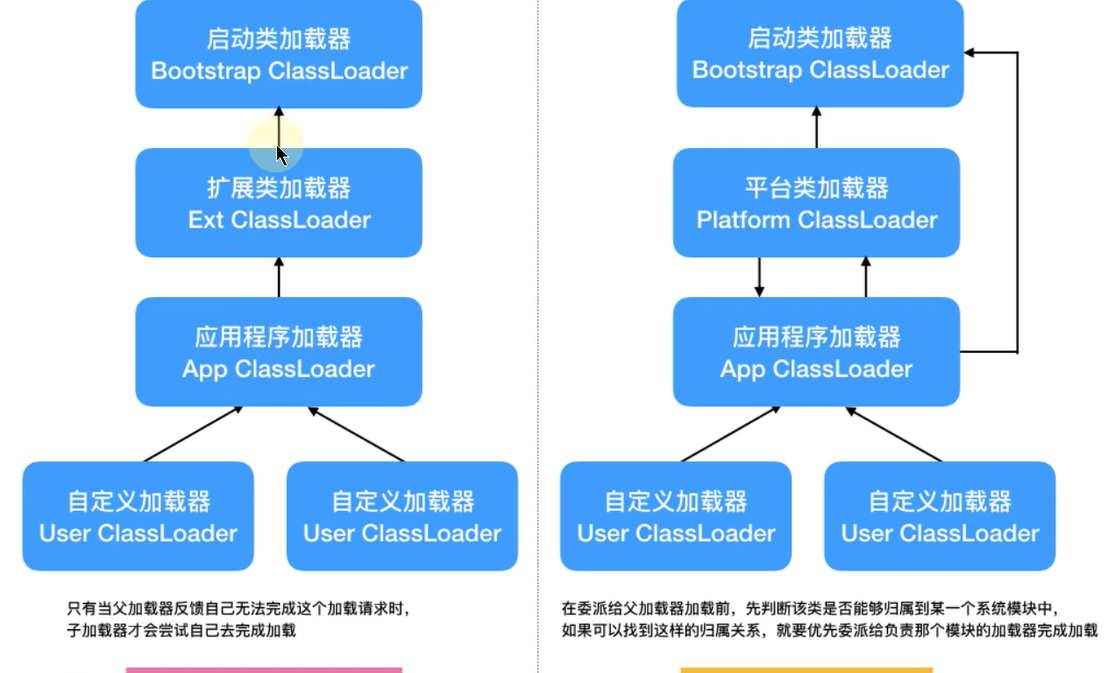 启动类加载器
Bootstrap ClassLoader
扩展类加载器
Ext ClassLoader
应用程序加载器
App ClassLoader
自定义加载器
User ClassLoader
自定义加载器
User ClassLoader
只有当父加载器反馈自己无法完成这个加载请求时，
子加载器才会尝试自己去完成加载
启动类加载器
Bootstrap ClassLoader
平台类加载器
Platform ClassLoader
应用程序加载器
App ClassLoader
自定义加载器
User ClassLoader
自定义加载器
User ClassLoader
在委派给父加载器加载前，先判断该类是否能够归属到某一个系统模块中，
如果可以找到这样的归属关系，就要优先委派给负责那个模块的加载器完成加载